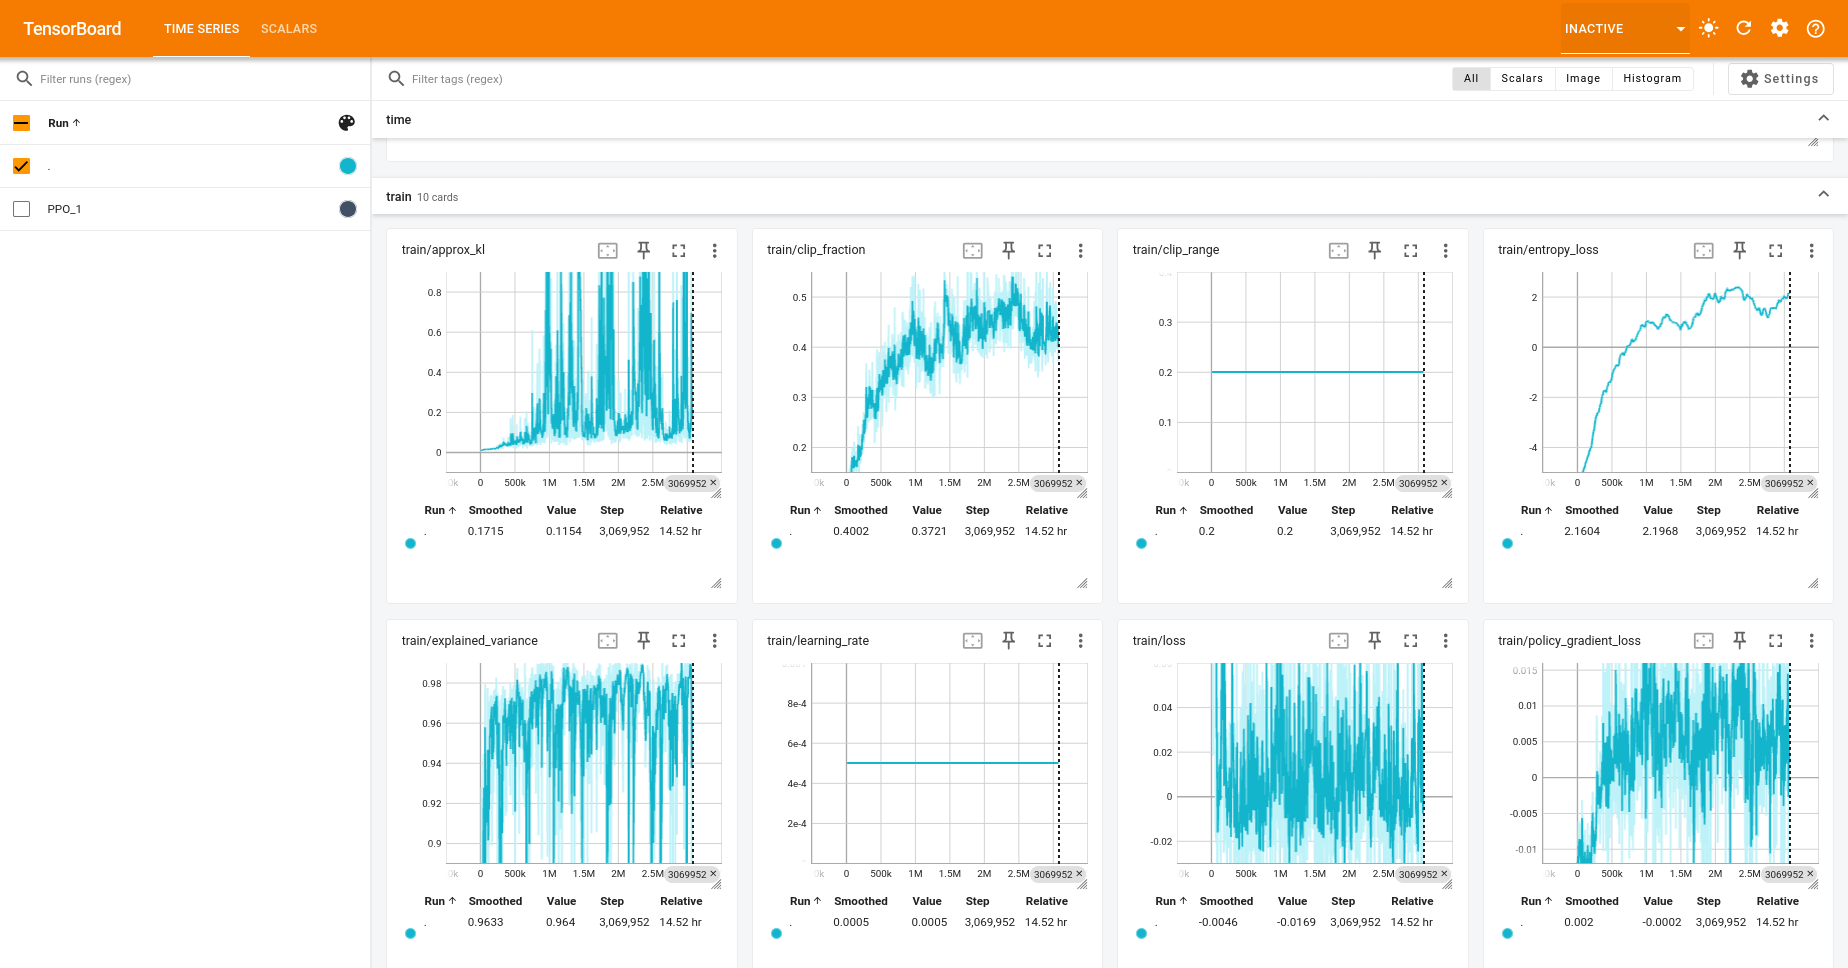 TensorBoard TIME SERIES SCALARS INACTIVE
Filter runs (regex)
Run
.
PPO_1
Filter tags (regex) All Scalars Image Histogram Settings
time
train 10 cards
train/approx_kl
0.8
0.6
0.4
0.2
0
0 500k 1M 1.5M 2M 2.5M 3069952
Run Smoothed Value Step Relative
. 0.1715 0.1154 3,069,952 14.52 hr
train/clip_fraction
0.5
0.4
0.3
0.2
0 500k 1M 1.5M 2M 2.5M 3069952
Run Smoothed Value Step Relative
. 0.4002 0.3721 3,069,952 14.52 hr
train/clip_range
0.3
0.2
0.1
0 500k 1M 1.5M 2M 2.5M 3069952
Run Smoothed Value Step Relative
. 0.2 0.2 3,069,952 14.52 hr
train/entropy_loss
2
0
-2
-4
0 500k 1M 1.5M 2M 2.5M 3069952
Run Smoothed Value Step Relative
. 2.1604 2.1968 3,069,952 14.52 hr
train/explained_variance
0.98
0.96
0.94
0.92
0.9
0 500k 1M 1.5M 2M 2.5M 3069952
Run Smoothed Value Step Relative
. 0.9633 0.964 3,069,952 14.52 hr
train/learning_rate
8e-4
6e-4
4e-4
2e-4
0 500k 1M 1.5M 2M 2.5M 3069952
Run Smoothed Value Step Relative
. 0.0005 0.0005 3,069,952 14.52 hr
train/loss
0.04
0.02
0
-0.02
0 500k 1M 1.5M 2M 2.5M 3069952
Run Smoothed Value Step Relative
. -0.0046 -0.0169 3,069,952 14.52 hr
train/policy_gradient_loss
0.015
0.01
0.005
0
-0.005
-0.01
0 500k 1M 1.5M 2M 2.5M 3069952
Run Smoothed Value Step Relative
. 0.002 -0.0002 3,069,952 14.52 hr